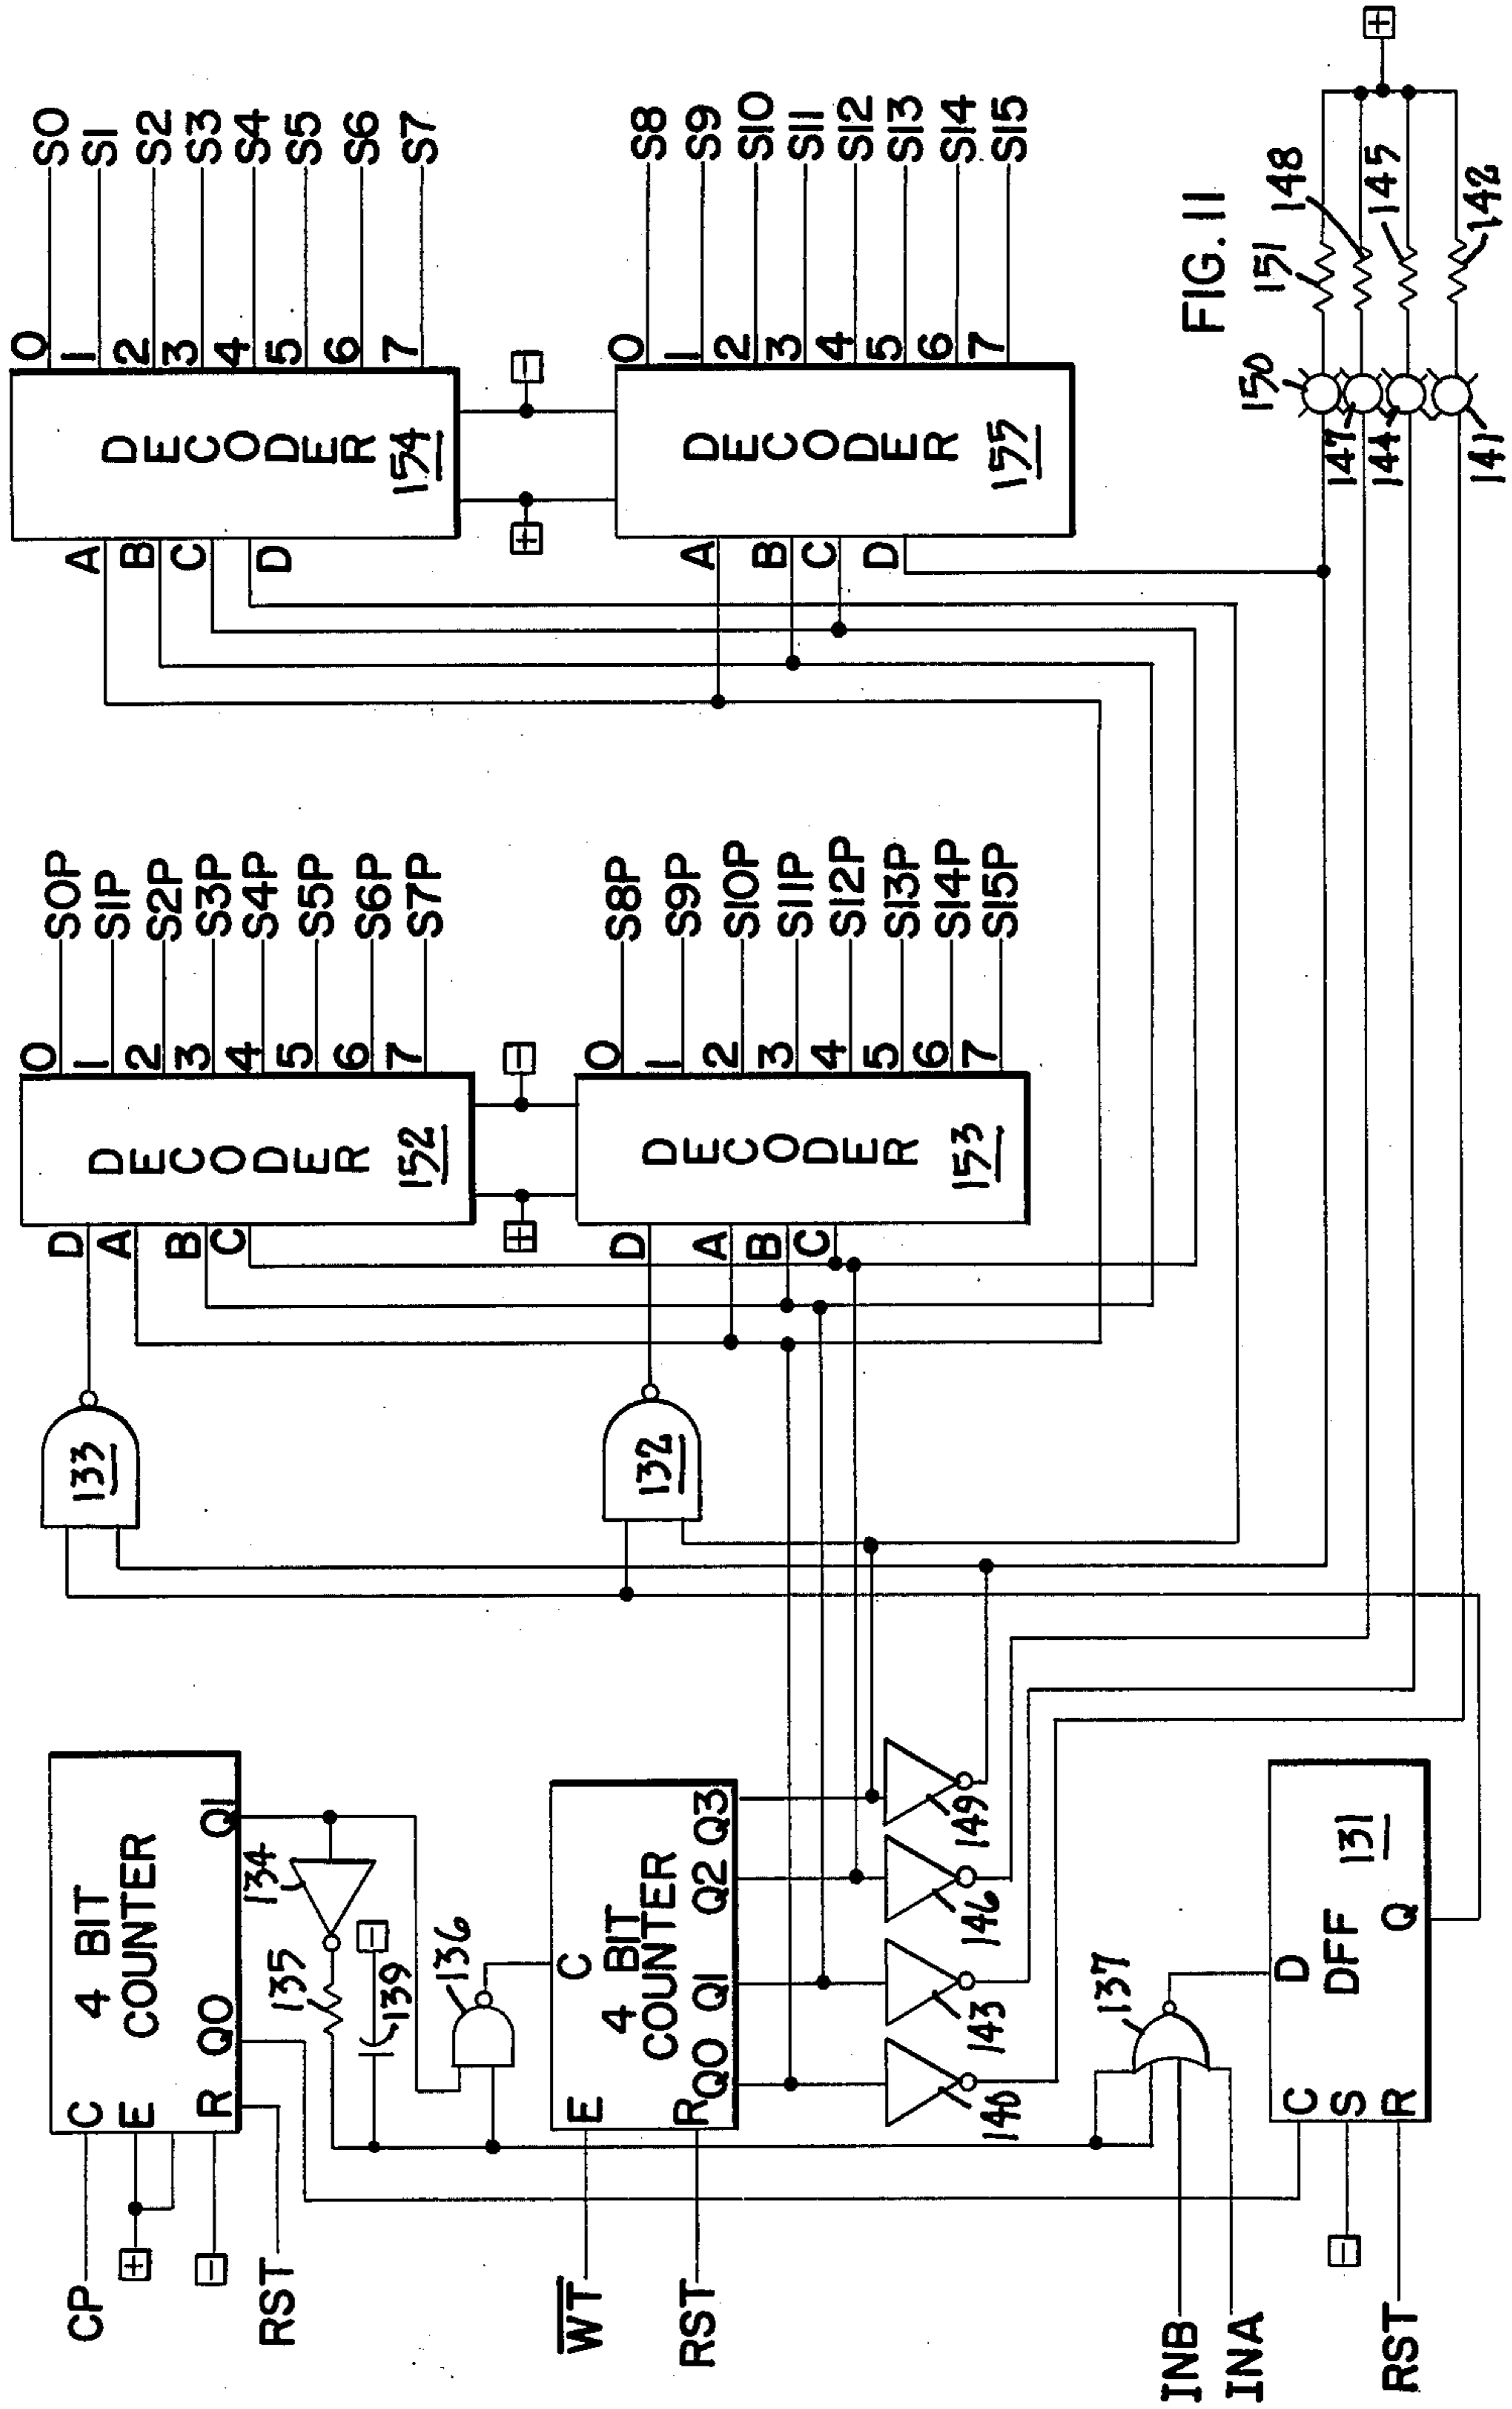 CP
+
-
RST
C
E
R
4 BIT
COUNTER
Q0
Q1
134
135
139
-
136
WT
RST
E
R
C
4 BIT
COUNTER
Q0
Q1
Q2
Q3
140
143
146
149
INB
INA
137
-
RST
C
S
R
D
DFF
131
Q
133
132
D
A
B
C
DECODER
152
0
1
2
3
4
5
6
7
S0P
S1P
S2P
S3P
S4P
S5P
S6P
S7P
+
-
D
A
B
C
DECODER
153
0
1
2
3
4
5
6
7
S8P
S9P
S10P
S11P
S12P
S13P
S14P
S15P
A
B
C
D
DECODER
154
0
1
2
3
4
5
6
7
S0
S1
S2
S3
S4
S5
S6
S7
+
-
A
B
C
D
DECODER
155
0
1
2
3
4
5
6
7
S8
S9
S10
S11
S12
S13
S14
S15
FIG. 11
150
151
147
148
144
145
141
142
+